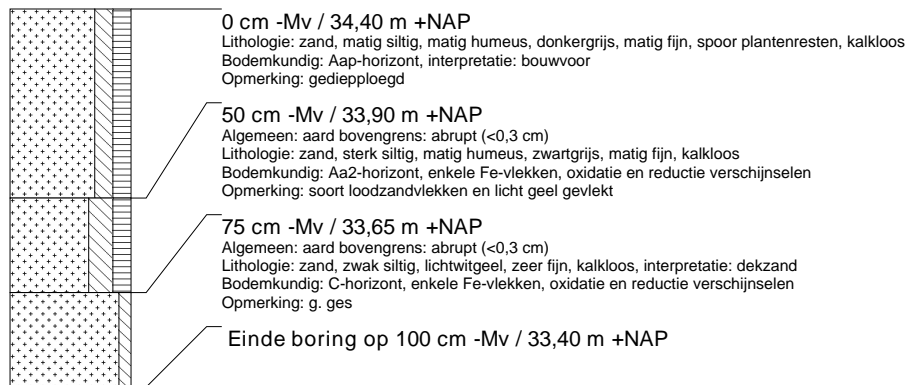 0 cm -Mv / 34,40 m +NAP
Lithologie: zand, matig siltig, matig humeus, donkergrijs, matig fijn, spoor plantenresten, kalkloos
Bodemkundig: Aap-horizont, interpretatie: bouwvoor
Opmerking: gediepploegd
50 cm -Mv / 33,90 m +NAP
Algemeen: aard bovengrens: abrupt (<0,3 cm)
Lithologie: zand, sterk siltig, matig humeus, zwartgrijs, matig fijn, kalkloos
Bodemkundig: Aa2-horizont, enkele Fe-vlekken, oxidatie en reductie verschijnselen
Opmerking: soort loodzandvlekken en licht geel gevlekt
75 cm -Mv / 33,65 m +NAP
Algemeen: aard bovengrens: abrupt (<0,3 cm)
Lithologie: zand, zwak siltig, lichtwitgeel, zeer fijn, kalkloos, interpretatie: dekzand
Bodemkundig: C-horizont, enkele Fe-vlekken, oxidatie en reductie verschijnselen
Opmerking: g. ges
Einde boring op 100 cm -Mv / 33,40 m +NAP